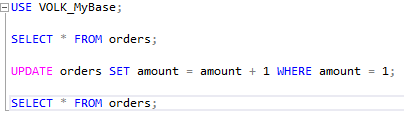 USE VOLK_MyBase;
SELECT * FROM orders;
UPDATE orders SET amount = amount + 1 WHERE amount = 1;
SELECT * FROM orders;